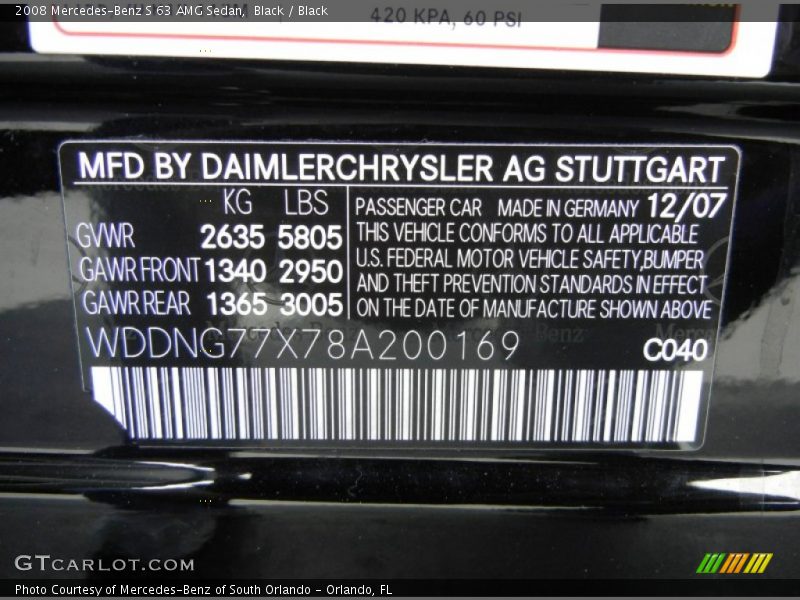 2008 Mercedes-Benz S 63 AMG Sedan, Black / Black
420 KPA, 60 PSI
MFD BY DAIMLERCHRYSLER AG STUTTGART
KG LBS
GVWR 2635 5805
GAWR FRONT 1340 2950
GAWR REAR 1365 3005
PASSENGER CAR MADE IN GERMANY 12/07
THIS VEHICLE CONFORMS TO ALL APPLICABLE
U.S. FEDERAL MOTOR VEHICLE SAFETY,BUMPER
AND THEFT PREVENTION STANDARDS IN EFFECT
ON THE DATE OF MANUFACTURE SHOWN ABOVE
WDDNG77X78A200169
C040
GTCARLOT.COM
Photo Courtesy of Mercedes-Benz of South Orlando - Orlando, FL